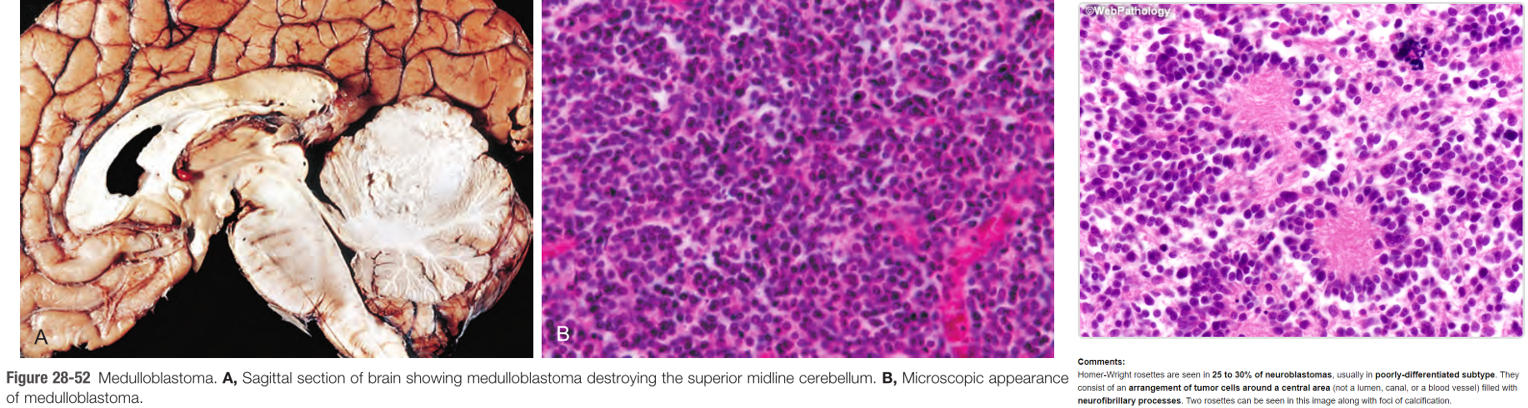 ©WebPathology
A
B
Figure 28-52 Medulloblastoma. A, Sagittal section of brain showing medulloblastoma destroying the superior midline cerebellum. B, Microscopic appearance
of medulloblastoma.
Comments:
Homer-Wright rosettes are seen in 25 to 30% of neuroblastomas, usually in poorly-differentiated subtype. They
consist of an arrangement of tumor cells around a central area (not a lumen, canal, or a blood vessel) filled with
neurofibrillary processes. Two rosettes can be seen in this image along with foci of calcification.